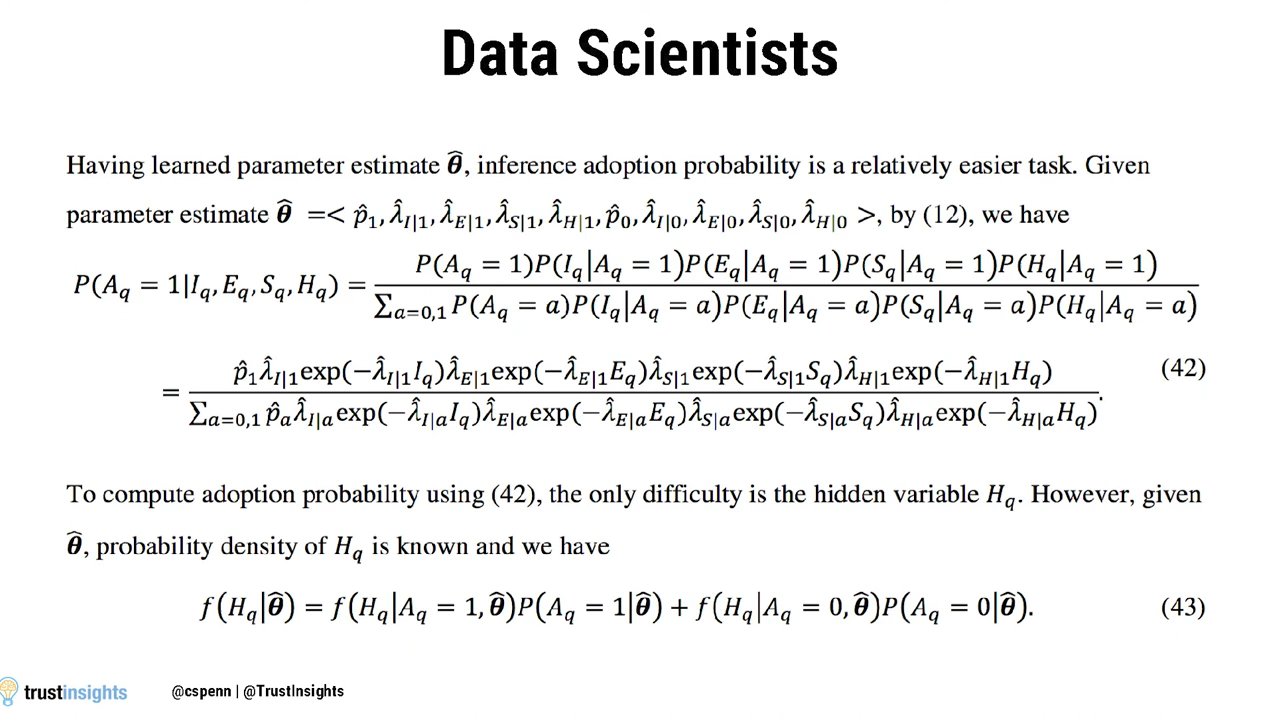 Data Scientists
Having learned parameter estimate θ̂, inference adoption probability is a relatively easier task. Given
parameter estimate θ̂ =< p̂₁, λ̂_{I|1}, λ̂_{E|1}, λ̂_{S|1}, λ̂_{H|1}, p̂₀, λ̂_{I|0}, λ̂_{E|0}, λ̂_{S|0}, λ̂_{H|0} >, by (12), we have
P(A_q = 1|I_q, E_q, S_q, H_q) = \frac{P(A_q = 1)P(I_q|A_q = 1)P(E_q|A_q = 1)P(S_q|A_q = 1)P(H_q|A_q = 1)}{∑_{a=0,1} P(A_q = a)P(I_q|A_q = a)P(E_q|A_q = a)P(S_q|A_q = a)P(H_q|A_q = a)}
= \frac{p̂₁λ̂_{I|1}exp(−λ̂_{I|1}I_q)λ̂_{E|1}exp(−λ̂_{E|1}E_q)λ̂_{S|1}exp(−λ̂_{S|1}S_q)λ̂_{H|1}exp(−λ̂_{H|1}H_q)}{∑_{a=0,1} p̂_aλ̂_{I|a}exp(−λ̂_{I|a}I_q)λ̂_{E|a}exp(−λ̂_{E|a}E_q)λ̂_{S|a}exp(−λ̂_{S|a}S_q)λ̂_{H|a}exp(−λ̂_{H|a}H_q)}. (42)
To compute adoption probability using (42), the only difficulty is the hidden variable H_q. However, given
θ̂, probability density of H_q is known and we have
f(H_q|θ̂) = f(H_q|A_q = 1, θ̂)P(A_q = 1|θ̂) + f(H_q|A_q = 0, θ̂)P(A_q = 0|θ̂). (43)
trustinsights
@cspenn | @TrustInsights